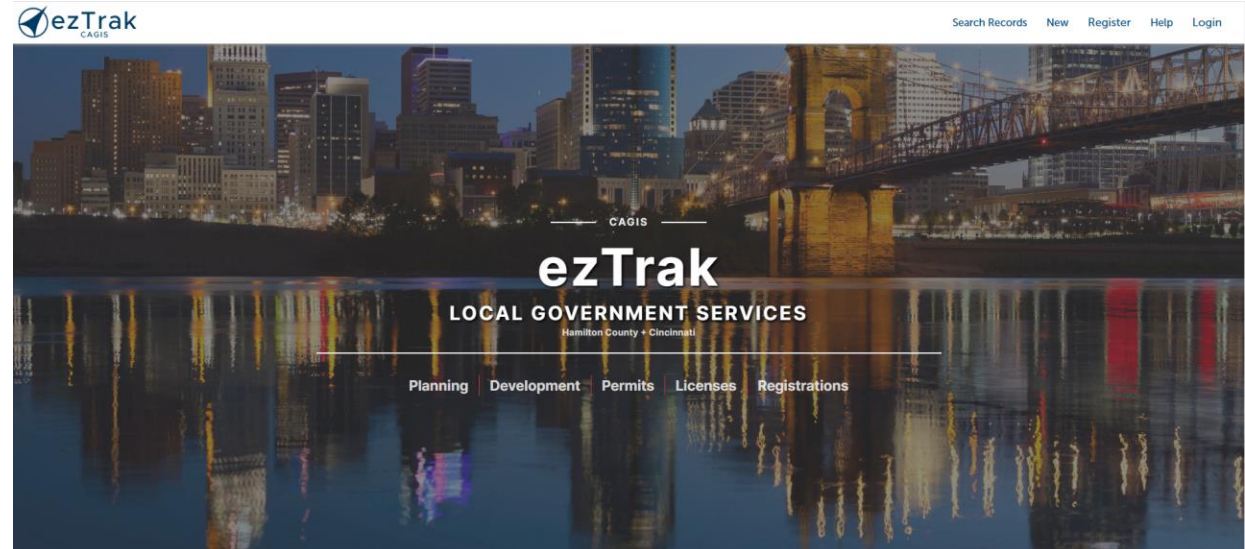 ezTrak
CAGIS
Search Records New Register Help Login
CAGIS
ezTrak
LOCAL GOVERNMENT SERVICES
Hamilton County + Cincinnati
Planning Development Permits Licenses Registrations